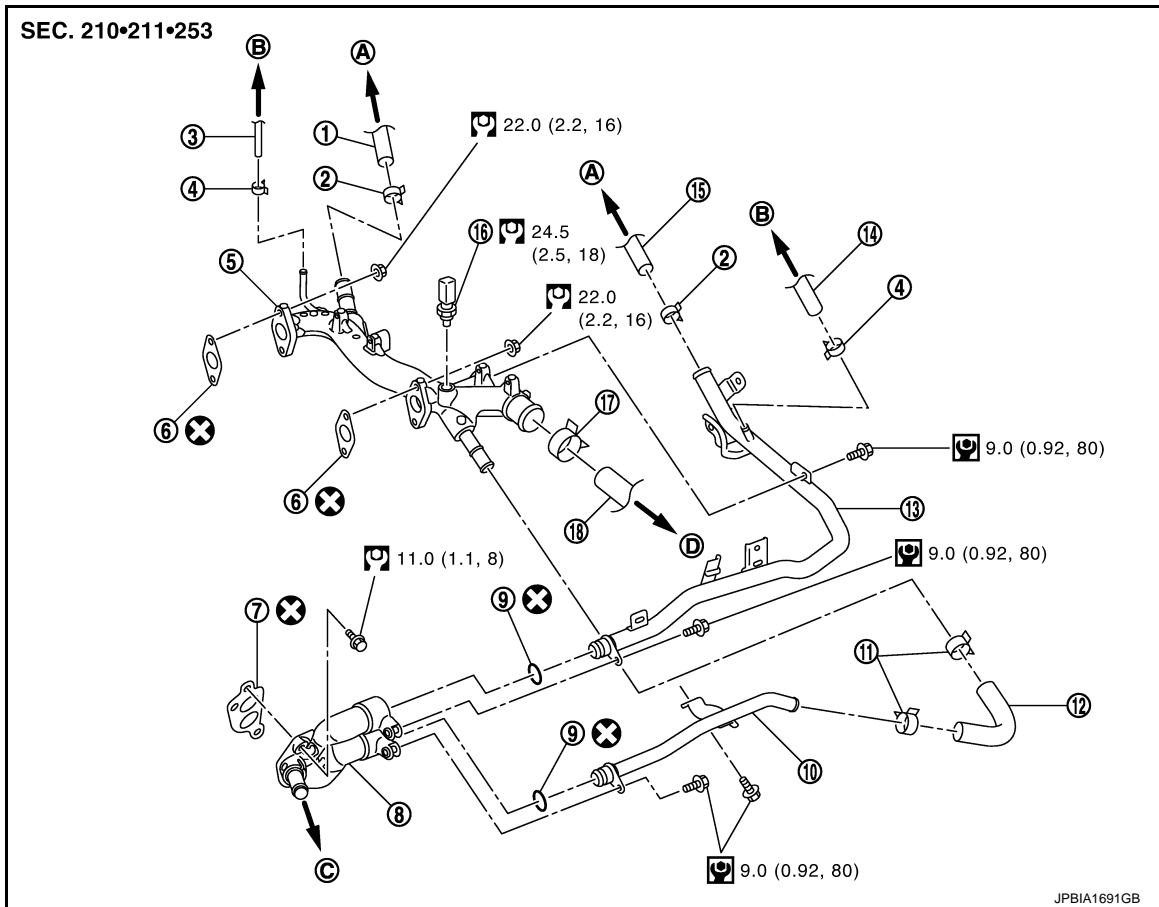 SEC. 210•211•253
B
A
3
1
22.0 (2.2, 16)
4
2
A
15
16
24.5
(2.5, 18)
B
14
5
2
22.0
(2.2, 16)
4
17
6
9.0 (0.92, 80)
6
18
13
D
11.0 (1.1, 8)
9.0 (0.92, 80)
9
7
11
12
9
10
8
C
9.0 (0.92, 80)
JPBIA1691GB